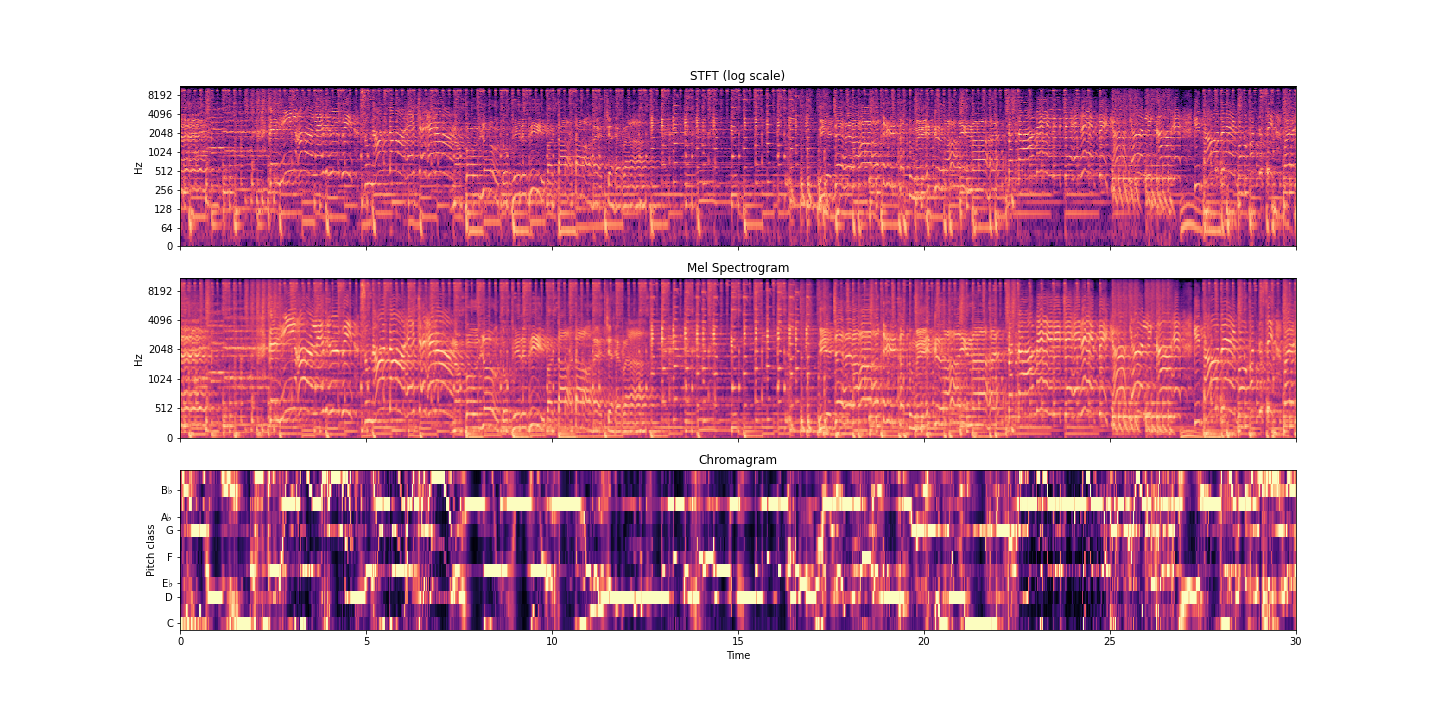 STFT (log scale)
8192
4096
2048
1024
512
256
128
64
0
Hz
Mel Spectrogram
8192
4096
2048
1024
512
0
Hz
Chromagram
B♭
A♭
G
F
E♭
D
C
Pitch class
0 5 10 15 20 25 30
Time